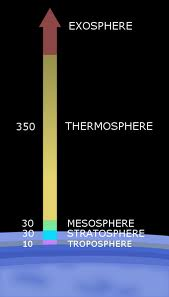 EXOSPHERE
350 THERMOSPHERE
30 MESOSPHERE
30 STRATOSPHERE
10 TROPOSPHERE